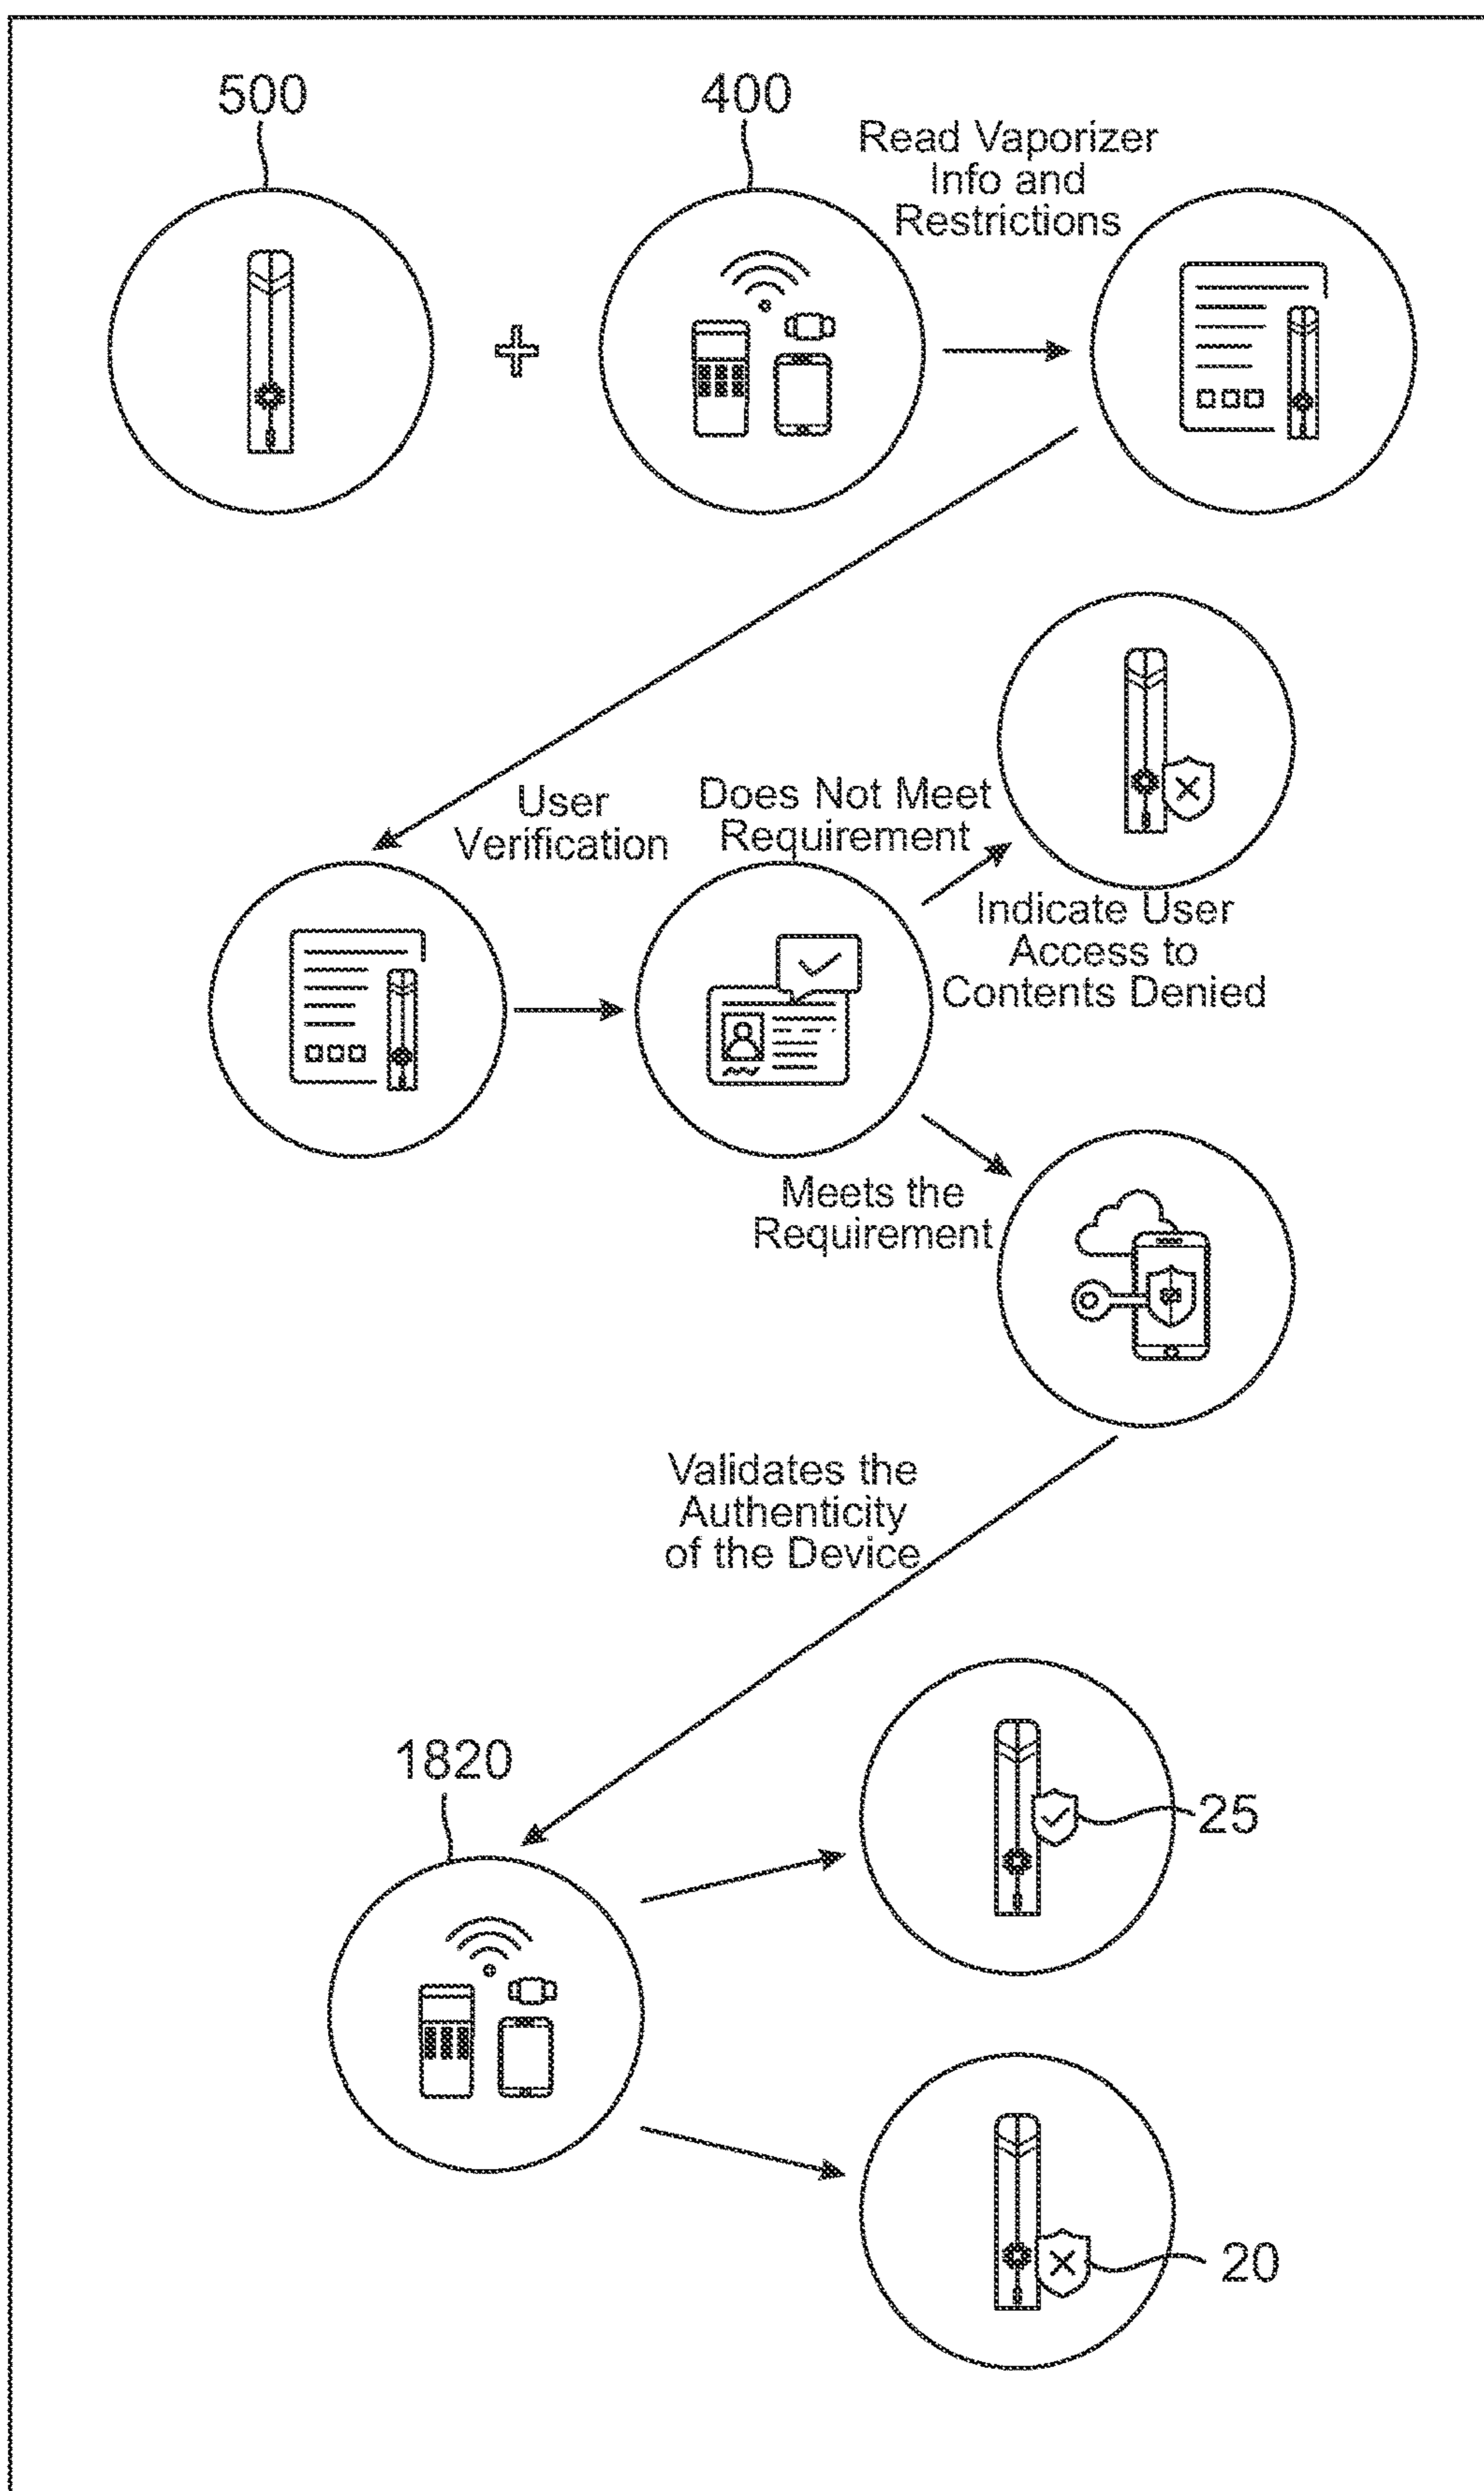 500
400
Read Vaporizer
Info and
Restrictions
User
Verification
Does Not Meet
Requirement
Indicate User
Access to
Contents Denied
Meets the
Requirement
Validates the
Authenticity
of the Device
1820
25
20